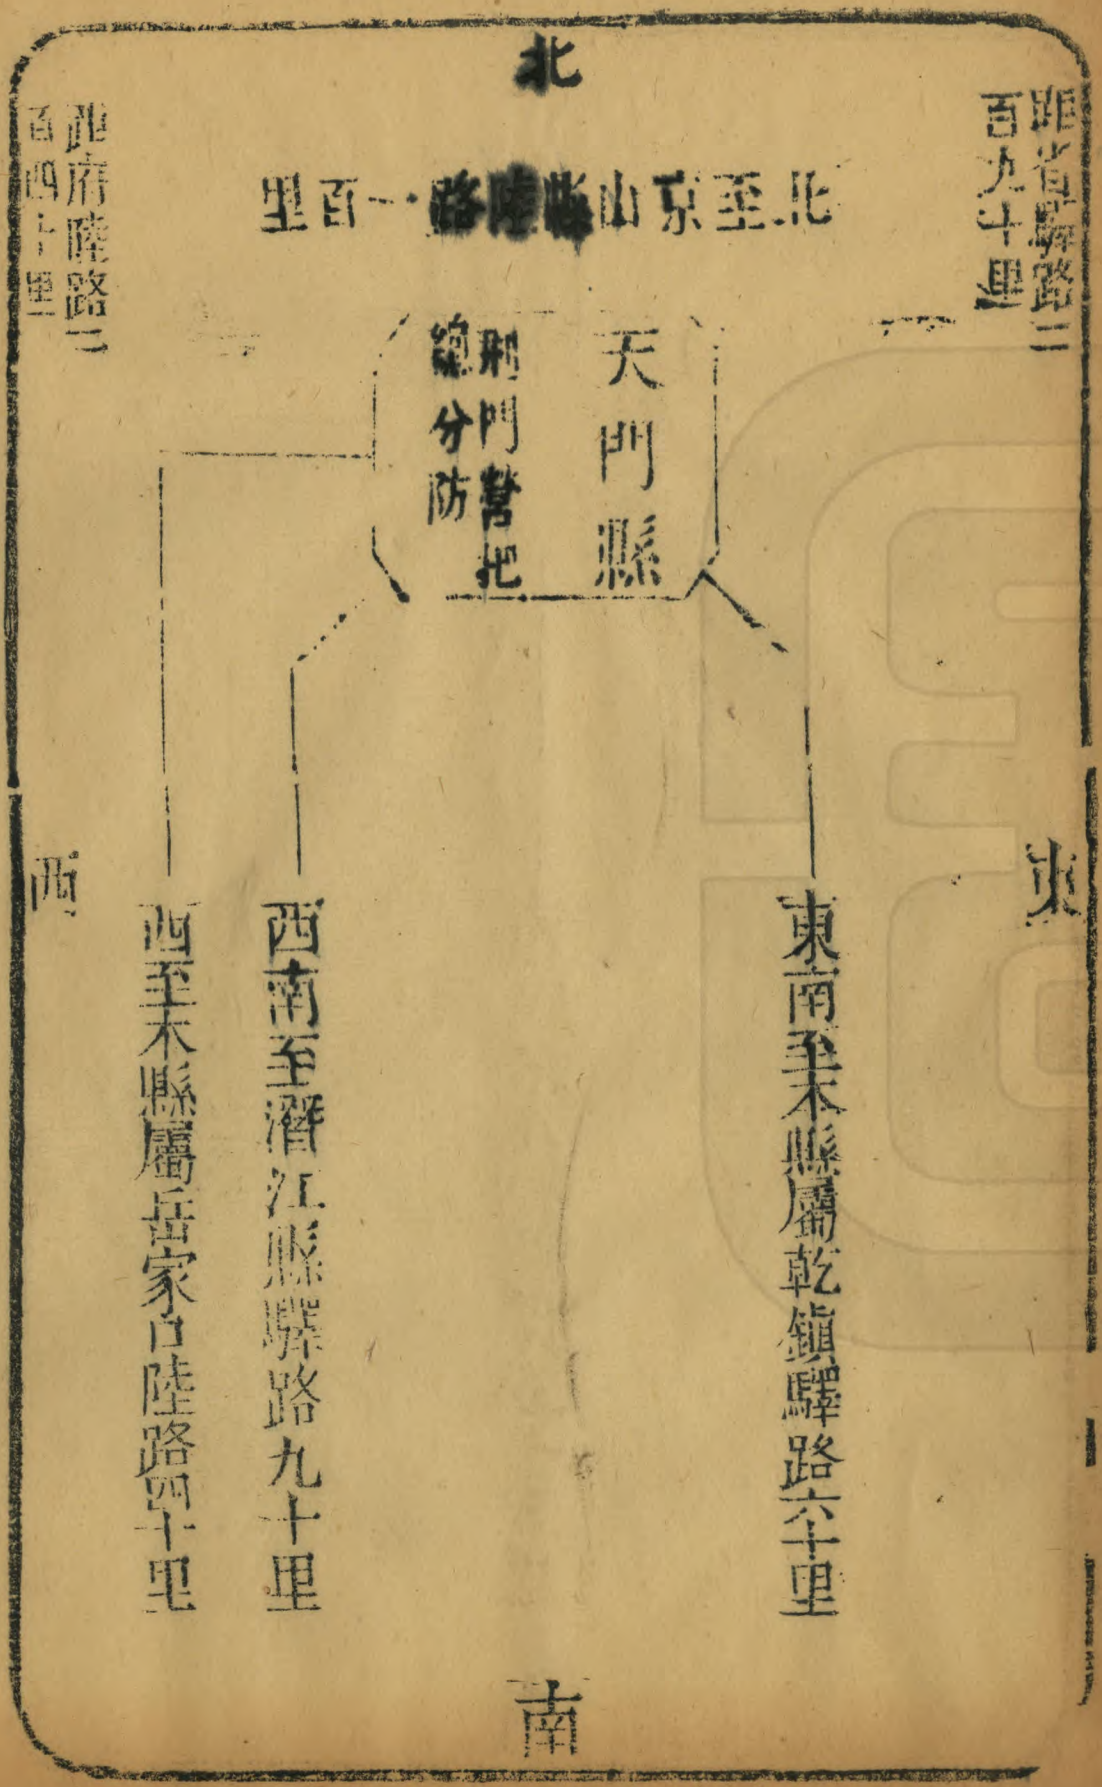 北
距省驛路二
百九十里
北至京山縣陸路一百里
距府陸路二
百四十里
天門縣
荆門營把
總分防
東
西
東南至本縣屬乾鎮驛路六十里
西南至潛江縣驛路九十里
西至本縣屬岳家口陸路四十里
南